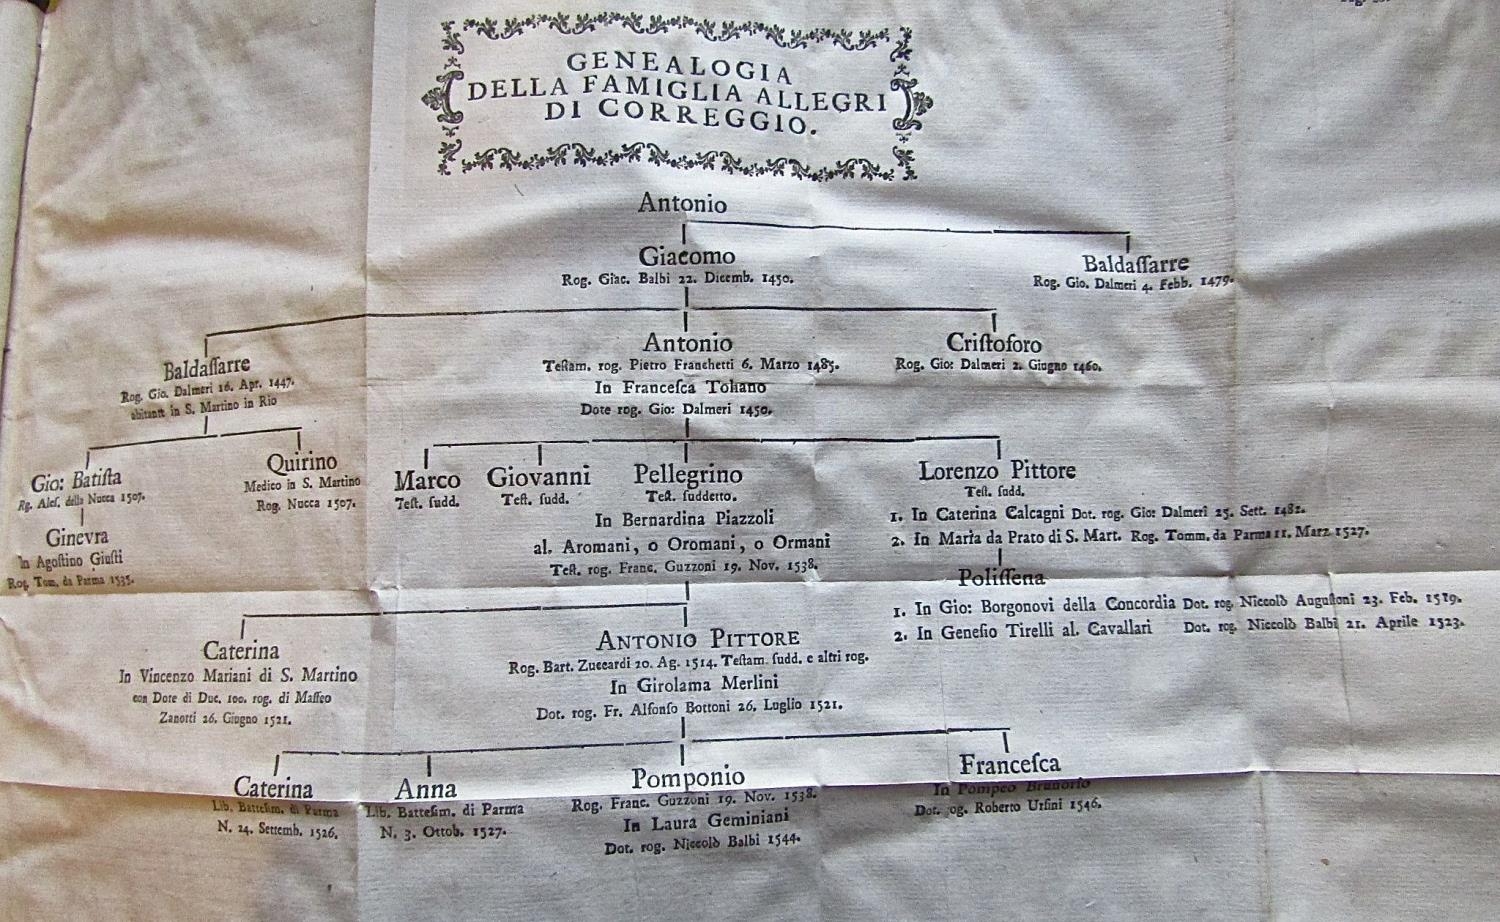 GENEALOGIA
DELLA FAMIGLIA ALLEGRI
DI CORREGGIO.
Antonio
Giacomo
Rog. Giac. Balbi 22. Dicemb. 1450.
Baldaſſarre
Rog. Gio. Dalmeri 4. Febb. 1479.
Baldaſſarre
Rog. Gio. Dalmeri 16. Apr. 1447.
abitante in S. Martino in Rio
Antonio
Teſtam. rog. Pietro Franchetti 6. Marzo 1485.
In Franceſca Tohano
Dote rog. Gio: Dalmeri 1450.
Criſtoforo
Rog. Gio: Dalmeri 2. Giugno 1460.
Gio: Batiſta
Rg. Aleſ. della Nucca 1507.
Quirino
Medico in S. Martino
Rog. Nucca 1507.
Marco
Teſt. ſudd.
Giovanni
Teſt. ſudd.
Pellegrino
Teſt. ſuddetto.
In Bernardina Piazzoli
al. Aromani, o Oromani, o Ormani
Teſt. rog. Franc. Guzzoni 19. Nov. 1538.
Lorenzo Pittore
Teſt. ſudd.
1. In Caterina Calcagni Dot. rog. Gio: Dalmeri 25. Sett. 1482.
2. In Maria da Prato di S. Mart. Rog. Tomm. da Parma 11. Marz 1527.
Ginevra
In Agoſtino Giuſti
Rog. Tom. da Parma 1535.
Poliſſena
1. In Gio: Borgonovi della Concordia Dot. rog. Niccolò Auguſtoni 23. Feb. 1519.
2. In Geneſio Tirelli al. Cavallari Dot. rog. Niccolò Balbi 21. Aprile 1523.
Caterina
In Vincenzo Mariani di S. Martino
con Dote di Duc. 100. rog. di Maſſeo
Zanotti 26. Giugno 1521.
ANTONIO PITTORE
Rog. Bart. Zuccardi 20. Ag. 1514. Teſtam. ſudd. e altri rog.
In Girolama Merlini
Dot. rog. Fr. Alfonſo Bottoni 26. Luglio 1521.
Caterina
Lib. Batteſim. di Parma
N. 24. Settemb. 1526.
Anna
Lib. Batteſim. di Parma
N. 3. Ottob. 1527.
Pomponio
Rog. Franc. Guzzoni 19. Nov. 1538.
In Laura Geminiani
Dot. rog. Niccolò Balbi 1544.
Franceſca
In Pompeo Brunorio
Dot. rog. Roberto Urſini 1546.